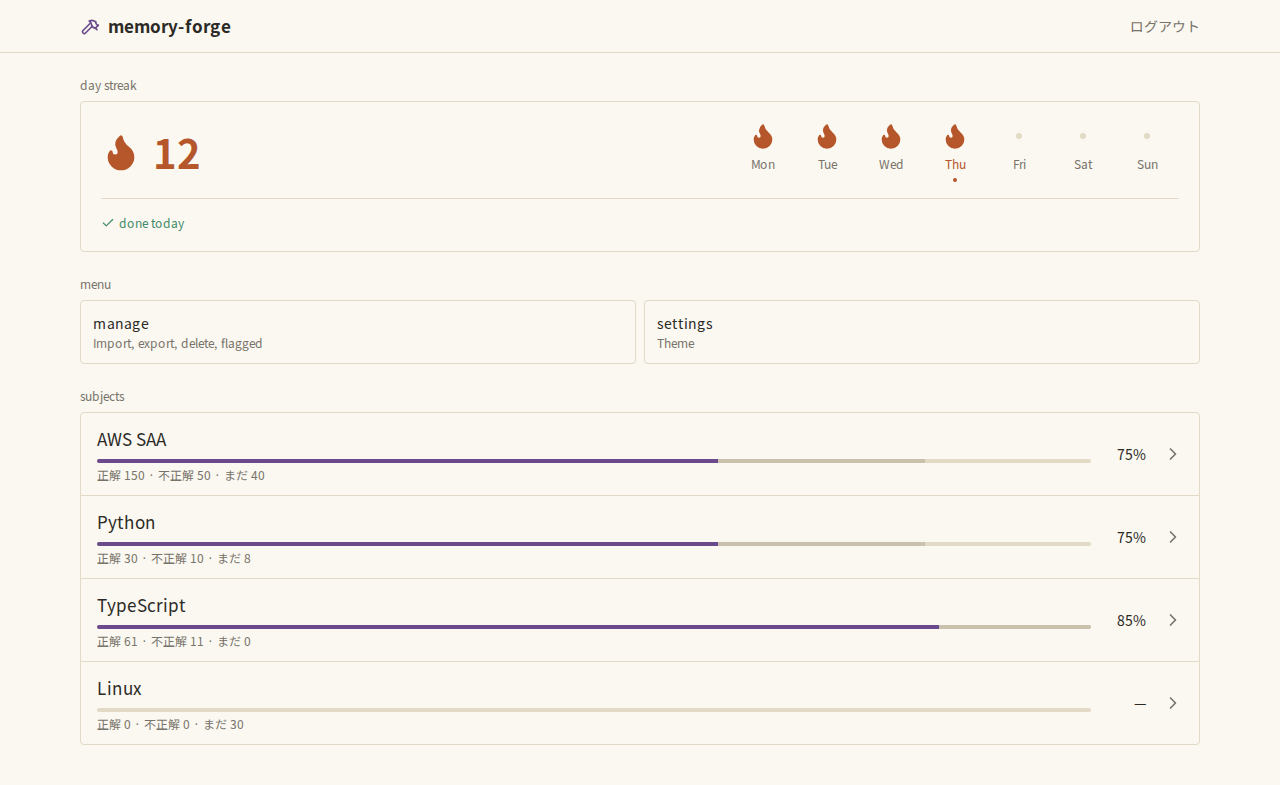 memory-forge
ログアウト
day streak
12
Mon Tue Wed Thu Fri Sat Sun
done today
menu
manage
Import, export, delete, flagged
settings
Theme
subjects
AWS SAA
75%
正解 150 · 不正解 50 · まだ 40
Python
75%
正解 30 · 不正解 10 · まだ 8
TypeScript
85%
正解 61 · 不正解 11 · まだ 0
Linux
—
正解 0 · 不正解 0 · まだ 30